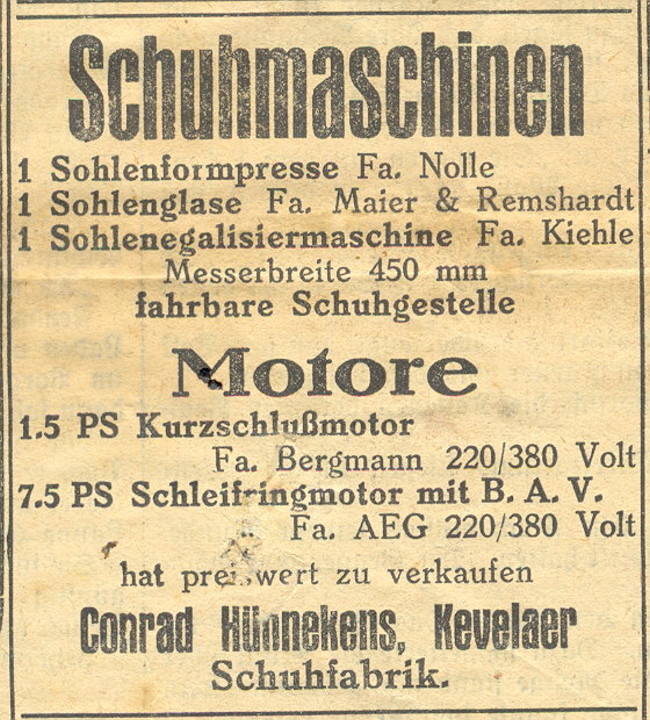 Schuhmaschinen
1 Sohlenformpresse Fa. Nolle
1 Sohlenglase Fa. Maier & Remshardt
1 Sohlenegalisiermaschine Fa. Kiehle
Messerbreite 450 mm
fahrbare Schuhgestelle
Motore
1.5 PS Kurzschlußmotor
Fa. Bergmann 220/380 Volt
7.5 PS Schleifringmotor mit B. A. V.
Fa. AEG 220/380 Volt
hat preiswert zu verkaufen
Conrad Hünnekens, Kevelaer
Schuhfabrik.